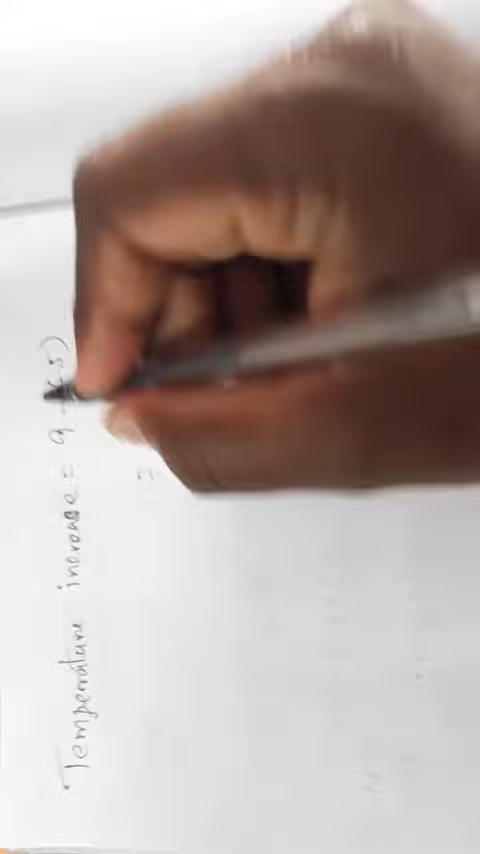 Temperature increase = 9 - (-5)
=